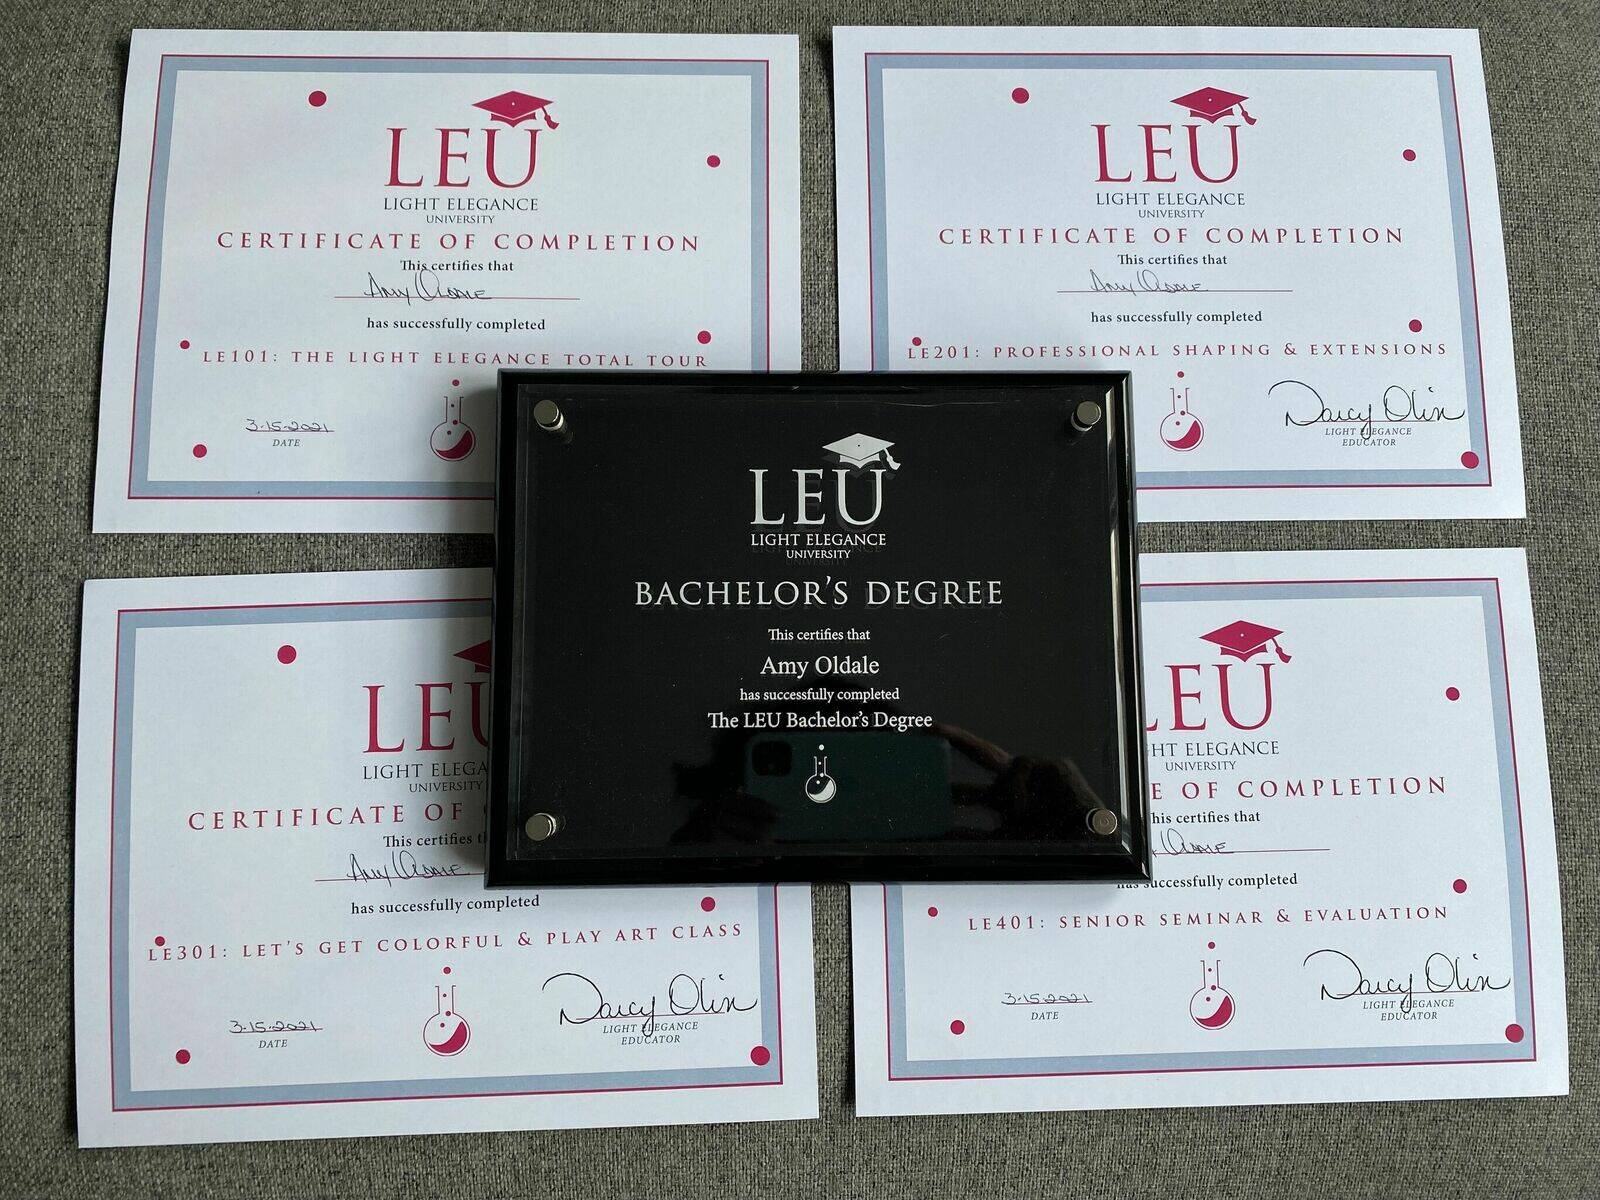 LEU
LIGHT ELEGANCE
UNIVERSITY
CERTIFICATE OF COMPLETION
This certifies that
Amy Oldale
has successfully completed
LE101: THE LIGHT ELEGANCE TOTAL TOUR
3-15-2021
DATE
LEU
LIGHT ELEGANCE
UNIVERSITY
CERTIFICATE OF COMPLETION
This certifies that
Amy Oldale
has successfully completed
LE201: PROFESSIONAL SHAPING & EXTENSIONS
Darcy Olin
LIGHT ELEGANCE
EDUCATOR
LEU
LIGHT ELEGANCE
UNIVERSITY
BACHELOR'S DEGREE
This certifies that
Amy Oldale
has successfully completed
The LEU Bachelor's Degree
LEU
LIGHT ELEGA
UNIVERSITY
CERTIFICATE OF
This certifies t
Amy Oldale
has successfully completed
LE301: LET'S GET COLORFUL & PLAY ART CLASS
3-15-2021
DATE
Darcy Olin
LIGHT ELEGANCE
EDUCATOR
LEU
HT ELEGANCE
UNIVERSITY
E OF COMPLETION
his certifies that
Oldale
has successfully completed
LE401: SENIOR SEMINAR & EVALUATION
3-15-2021
DATE
Darcy Olin
LIGHT ELEGANCE
EDUCATOR